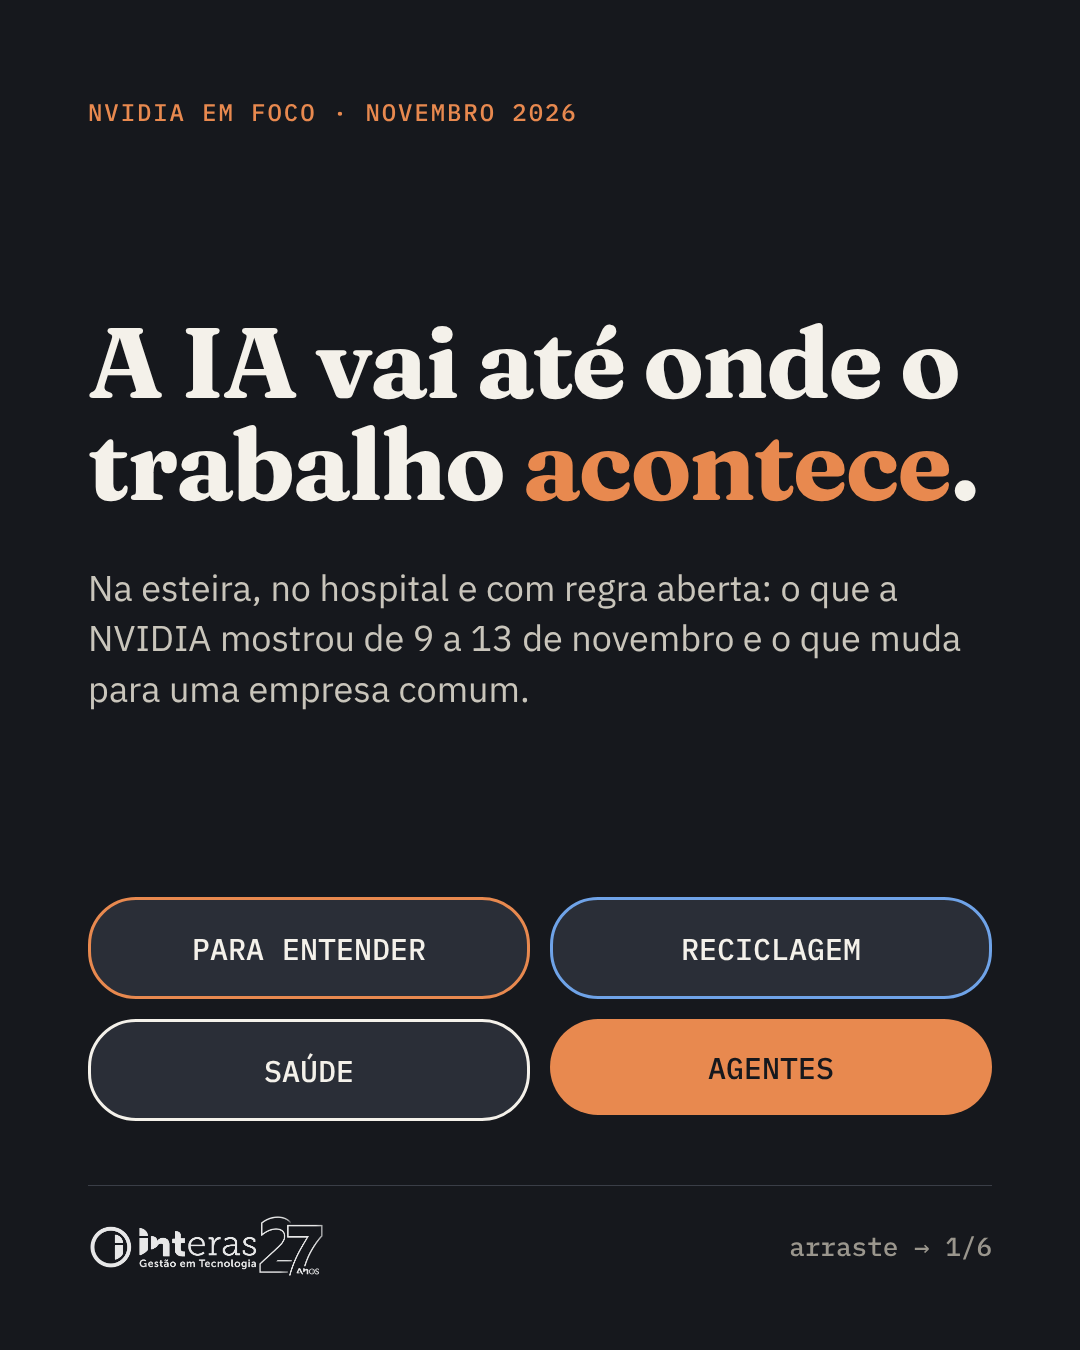 NVIDIA EM FOCO · NOVEMBRO 2026
A IA vai até onde o
trabalho acontece.
Na esteira, no hospital e com regra aberta: o que a
NVIDIA mostrou de 9 a 13 de novembro e o que muda
para uma empresa comum.
PARA ENTENDER
RECICLAGEM
SAÚDE
AGENTES
interas 27
Gestão em Tecnologia ANOS
arraste → 1/6